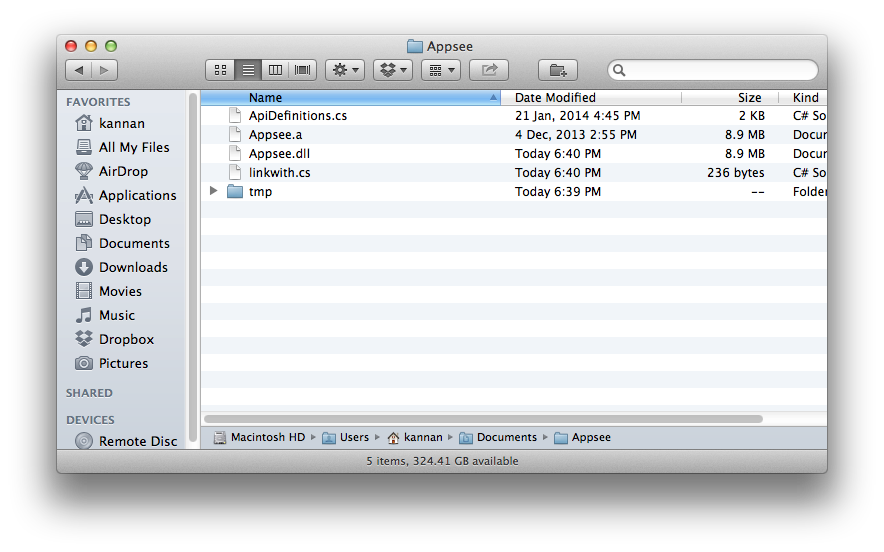 Appsee
FAVORITES
kannan
All My Files
AirDrop
Applications
Desktop
Documents
Downloads
Movies
Music
Dropbox
Pictures
SHARED
DEVICES
Remote Disc
Name Date Modified Size Kind
ApiDefinitions.cs 21 Jan, 2014 4:45 PM 2 KB C# So
Appsee.a 4 Dec, 2013 2:55 PM 8.9 MB Docum
Appsee.dll Today 6:40 PM 8.9 MB Docum
linkwith.cs Today 6:40 PM 236 bytes C# So
tmp Today 6:39 PM -- Folder
Macintosh HD Users kannan Documents Appsee
5 items, 324.41 GB available